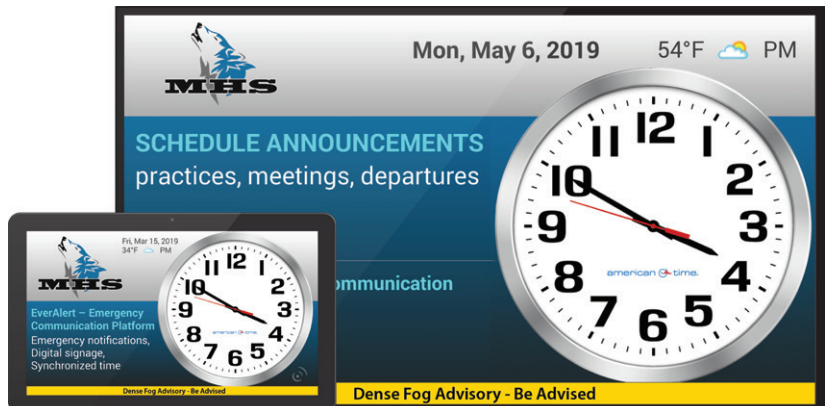 MHS
Mon, May 6, 2019 54°F PM
SCHEDULE ANNOUNCEMENTS
practices, meetings, departures
ommunication
12
1
2
3
4
5
6
7
8
9
10
11
american time.
Dense Fog Advisory - Be Advised
MHS
Fri, Mar 15, 2019
34°F PM
EverAlert – Emergency
Communication Platform
Emergency notifications,
Digital signage,
Synchronized time
12
1
2
3
4
5
6
7
8
9
10
11
american time.
Dense Fog Advisory - Be Advised